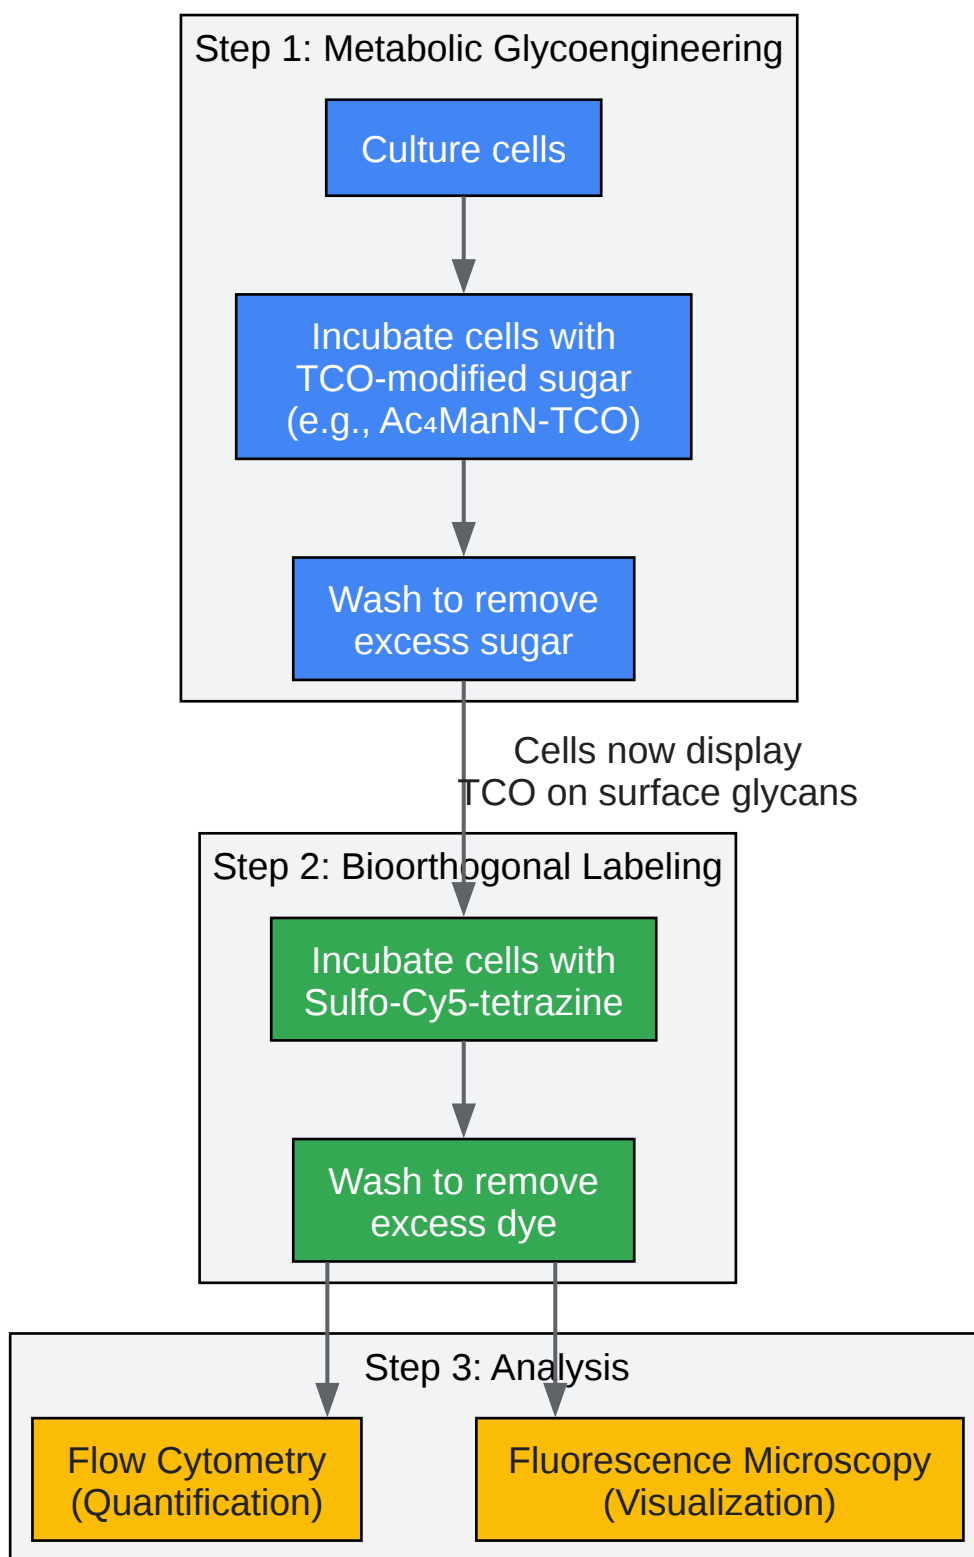 Step 1: Metabolic Glycoengineering
Culture cells
Incubate cells with
TCO-modified sugar
(e.g., Ac₄ManN-TCO)
Wash to remove
excess sugar
Cells now display
TCO on surface glycans
Step 2: Bioorthogonal Labeling
Incubate cells with
Sulfo-Cy5-tetrazine
Wash to remove
excess dye
Step 3: Analysis
Flow Cytometry
(Quantification)
Fluorescence Microscopy
(Visualization)